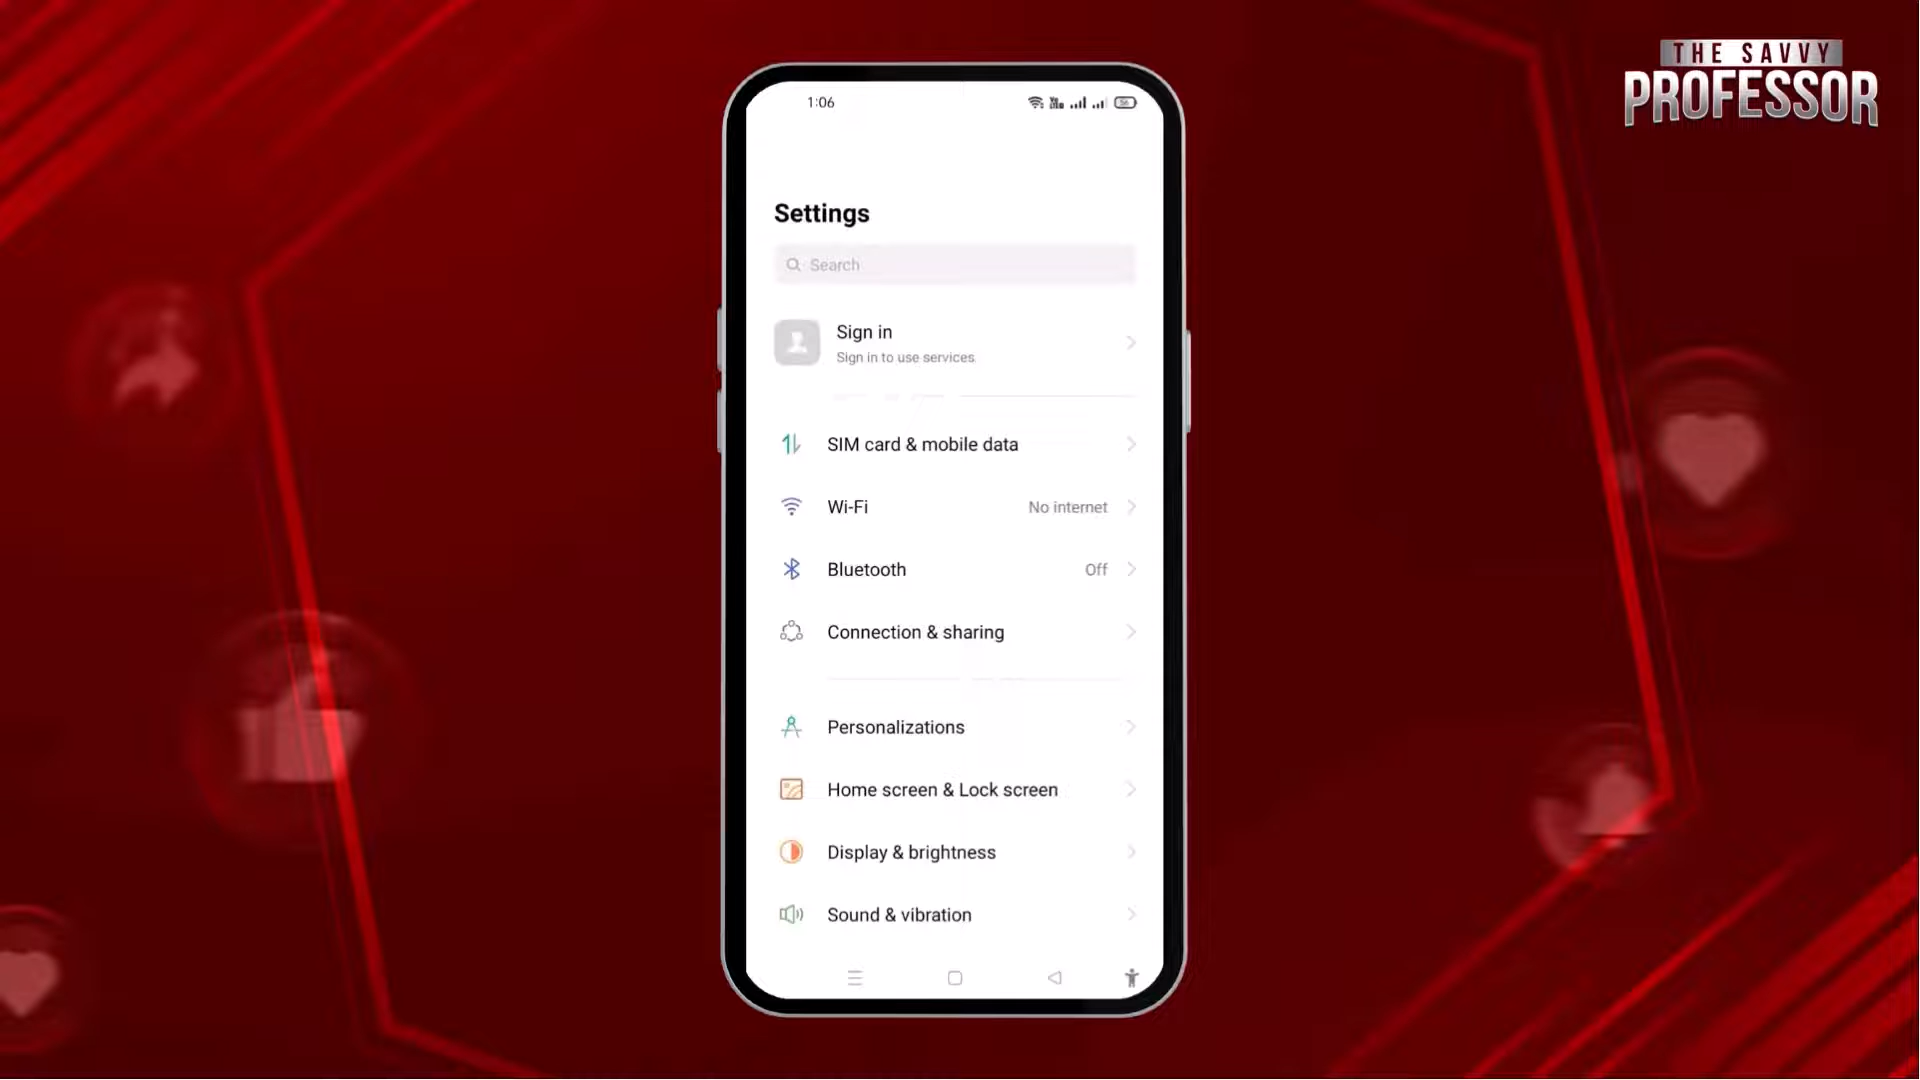 THE SAVVY
PROFESSOR
1:06
56
Settings
Search
Sign in
Sign in to use services
SIM card & mobile data
Wi-Fi No internet
Bluetooth Off
Connection & sharing
Personalizations
Home screen & Lock screen
Display & brightness
Sound & vibration